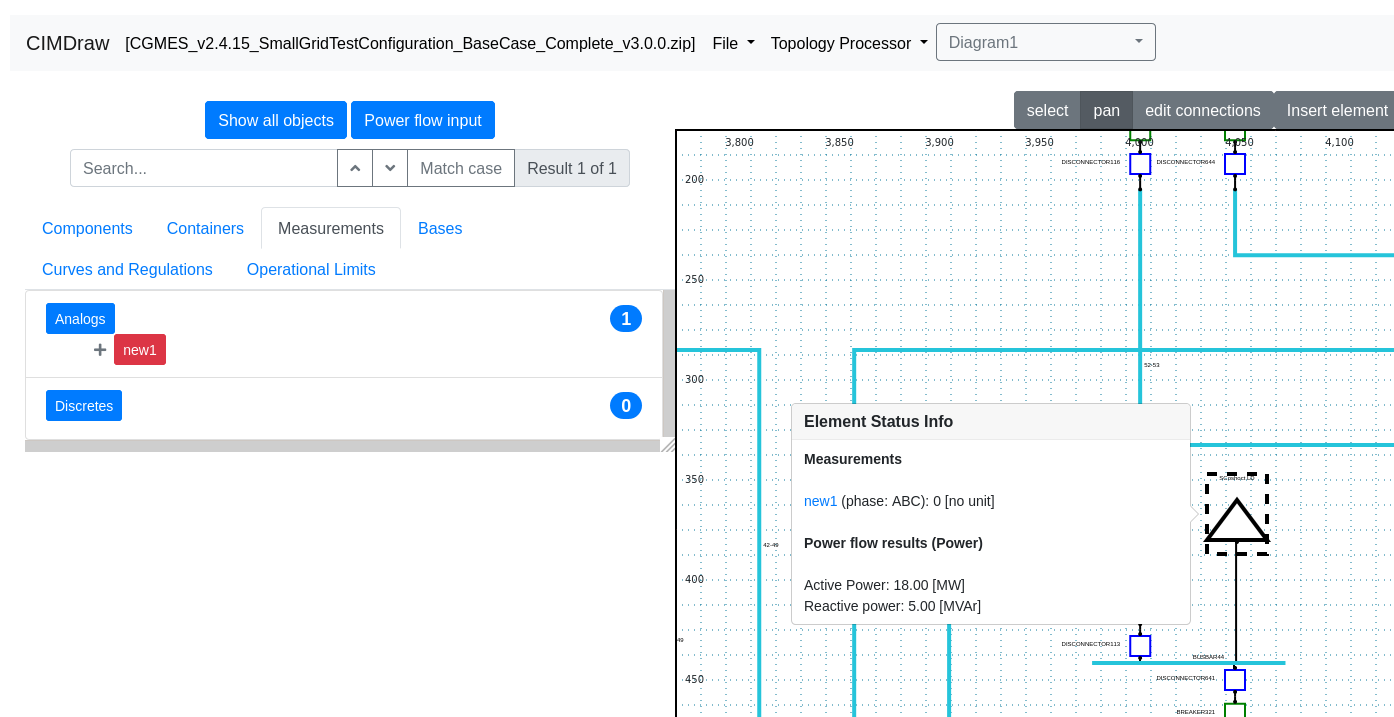 CIMDraw [CGMES_v2.4.15_SmallGridTestConfiguration_BaseCase_Complete_v3.0.0.zip] File Topology Processor Diagram1
Show all objects Power flow input
Search... Match case Result 1 of 1
Components Containers Measurements Bases
Curves and Regulations Operational Limits
Analogs 1
new1
Discretes 0
select pan edit connections Insert element
3,800 3,850 3,900 3,950 4,000 4,050 4,100
DISCONNECTOR116 DISCONNECTOR644
200
250
300
350
400
450
52-53
42-49
49
Element Status Info
Measurements
new1 (phase: ABC): 0 [no unit]
Power flow results (Power)
Active Power: 18.00 [MW]
Reactive power: 5.00 [MVAr]
DISCONNECTOR113
BUSBAR44
DISCONNECTOR641
BREAKER321